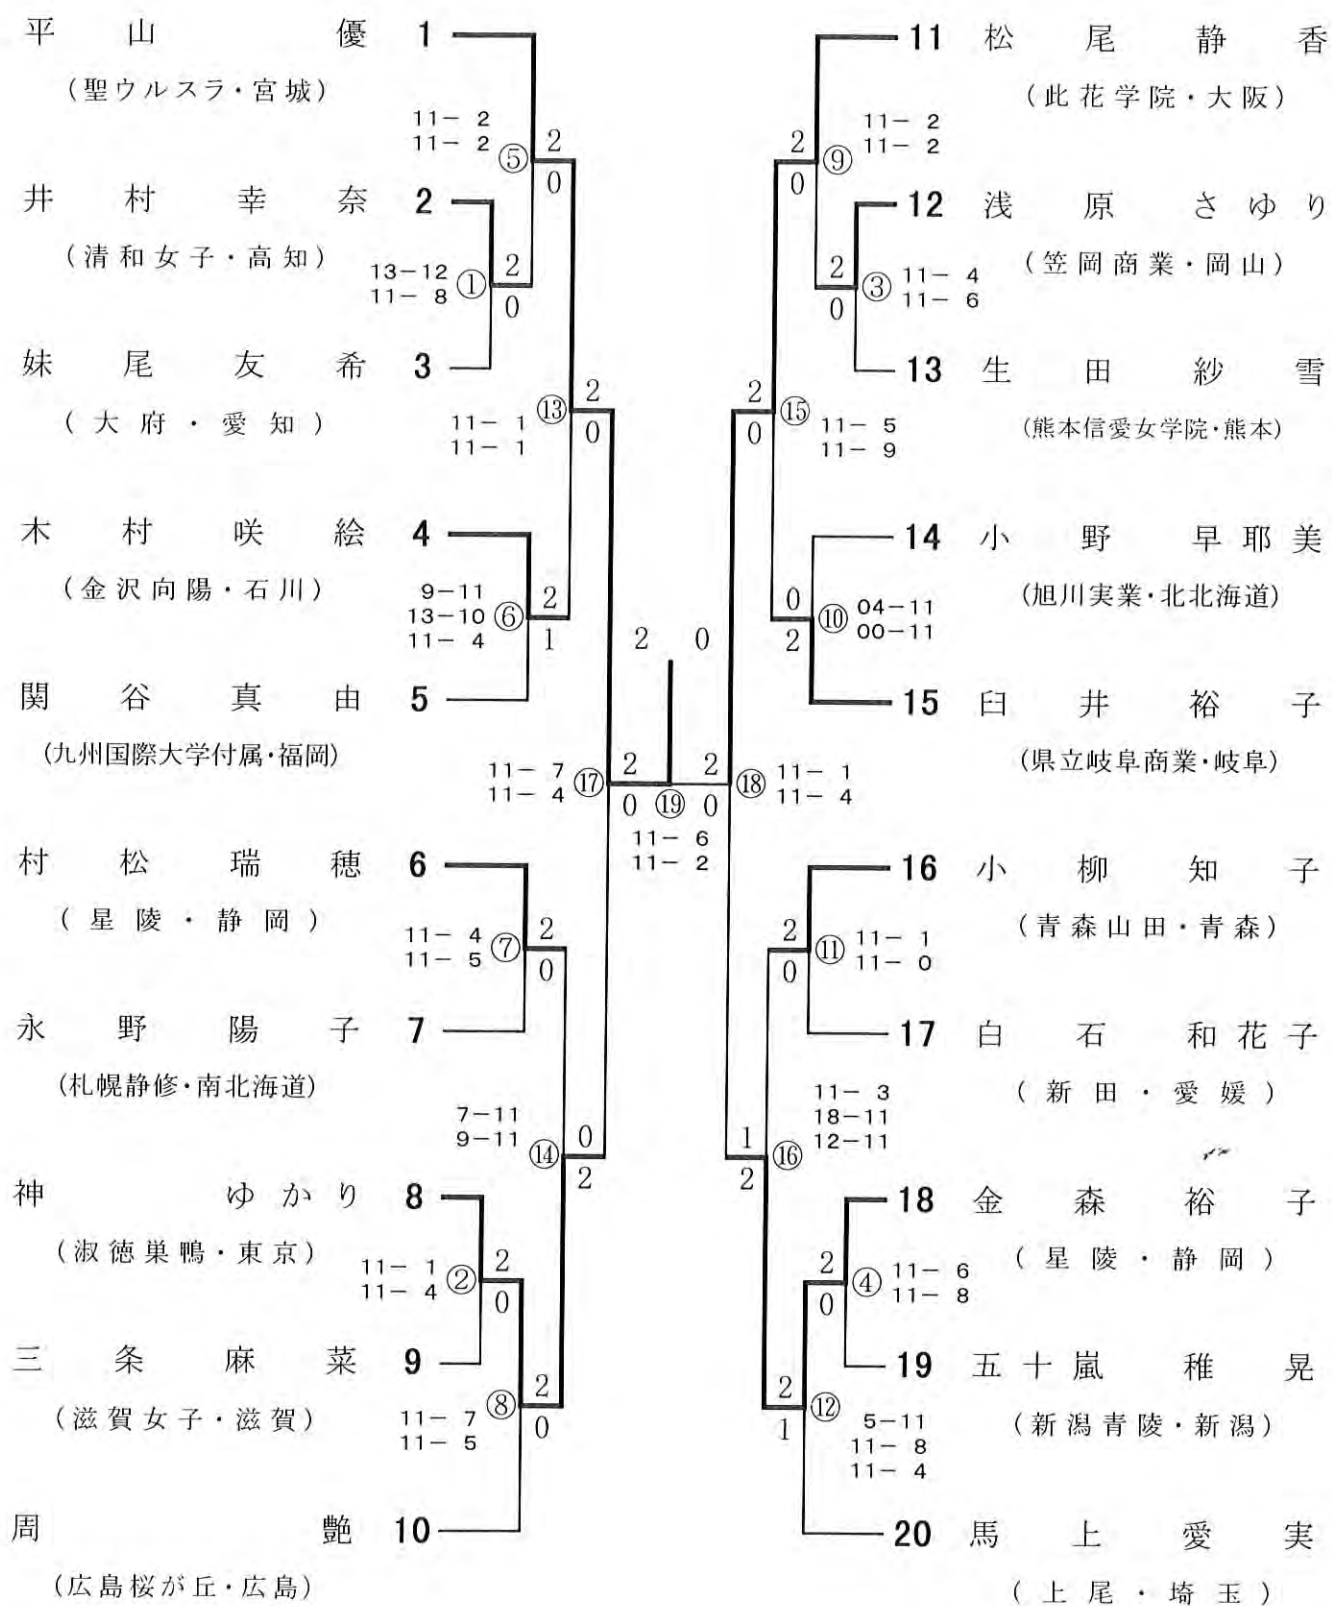 平山 優 1
(聖ウルスラ・宮城)
11− 2
11− 2
⑤
2
0
井村幸奈 2
(清和女子・高知)
13−12
11− 8
①
2
0
妹尾友希 3
(大府・愛知)
11− 1
11− 1
⑬
2
0
木村咲絵 4
(金沢向陽・石川)
9−11
13−10
11− 4
⑥
2
1
関谷真由 5
(九州国際大学付属・福岡)
11− 7
11− 4
⑰
2
0
村松瑞穂 6
(星陵・静岡)
11− 4
11− 5
⑦
2
0
永野陽子 7
(札幌静修・南北海道)
7−11
9−11
⑭
0
2
神 ゆかり 8
(淑徳巣鴨・東京)
11− 1
11− 4
②
2
0
三条麻菜 9
(滋賀女子・滋賀)
11− 7
11− 5
⑧
2
0
周 艶 10
(広島桜が丘・広島)
2 0
⑲
11− 6
11− 2
11 松尾静香
(此花学院・大阪)
2
0
⑨
11− 2
11− 2
12 浅原さゆり
(笠岡商業・岡山)
2
0
③
11− 4
11− 6
13 生田紗雪
(熊本信愛女学院・熊本)
2
0
⑮
11− 5
11− 9
14 小野早耶美
(旭川実業・北北海道)
0
2
⑩
04−11
00−11
15 臼井裕子
(県立岐阜商業・岐阜)
2
0
⑱
11− 1
11− 4
16 小柳知子
(青森山田・青森)
2
0
⑪
11− 1
11− 0
17 白石和花子
(新田・愛媛)
11− 3
18−11
12−11
1
2
⑯
18 金森裕子
(星陵・静岡)
2
0
④
11− 6
11− 8
19 五十嵐稚晃
(新潟青陵・新潟)
2
1
⑫
5−11
11− 8
11− 4
20 馬上愛実
(上尾・埼玉)